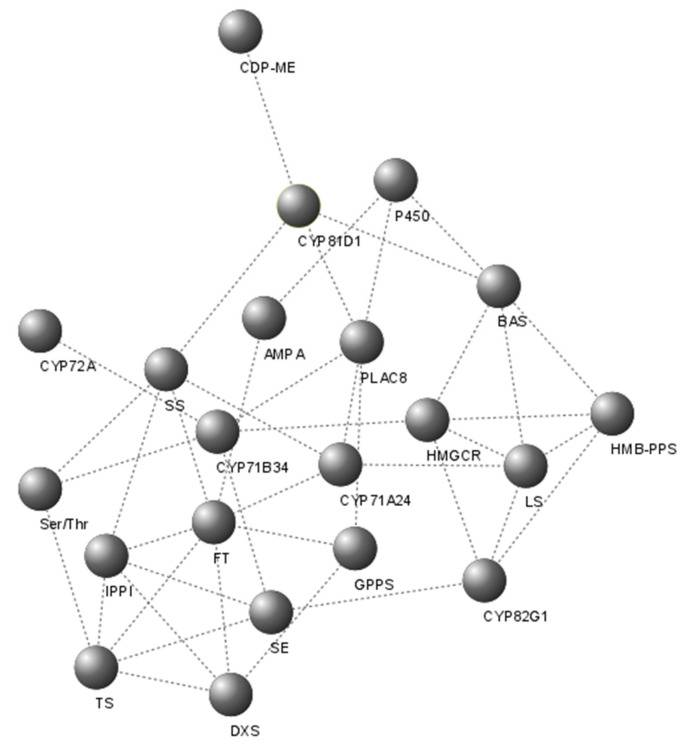 CDP-ME
P450
CYP81D1
BAS
AMPA
CYP72A
PLAC8
SS
HMB-PPS
HMGCR
CYP71B34
CYP71A24
LS
Ser/Thr
FT
GPPS
IPPI
CYP82G1
SE
TS
DXS